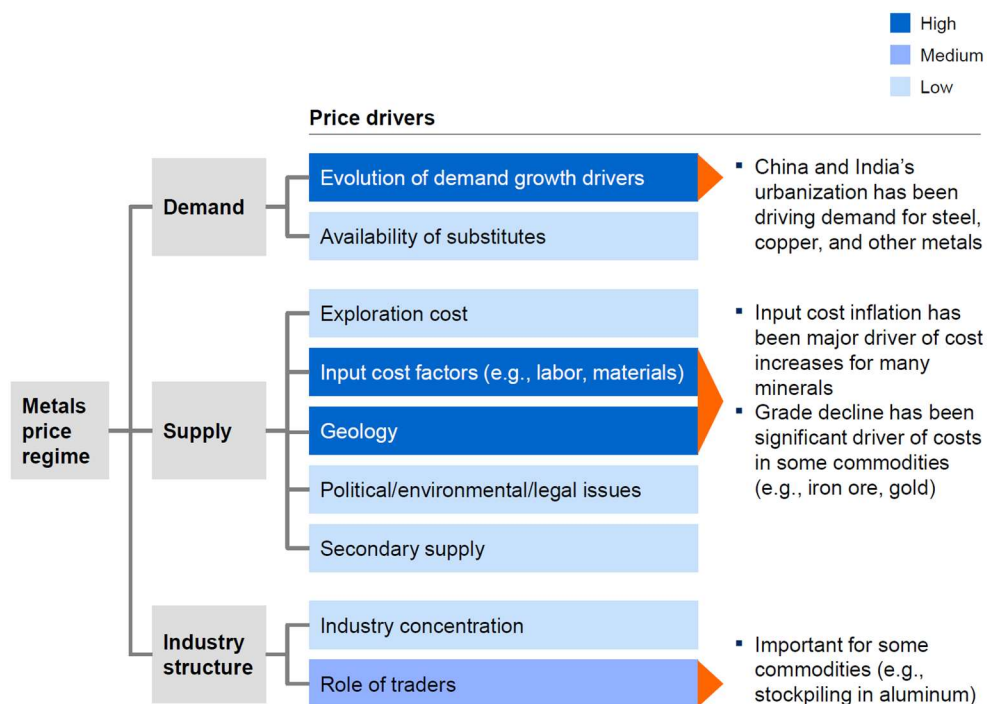 High
Medium
Low
Price drivers
Metals
price
regime
Demand
Evolution of demand growth drivers
Availability of substitutes
▪ China and India’s
urbanization has been
driving demand for steel,
copper, and other metals
Supply
Exploration cost
Input cost factors (e.g., labor, materials)
Geology
Political/environmental/legal issues
Secondary supply
▪ Input cost inflation has
been major driver of cost
increases for many
minerals
▪ Grade decline has been
significant driver of costs
in some commodities
(e.g., iron ore, gold)
Industry
structure
Industry concentration
Role of traders
▪ Important for some
commodities (e.g.,
stockpiling in aluminum)